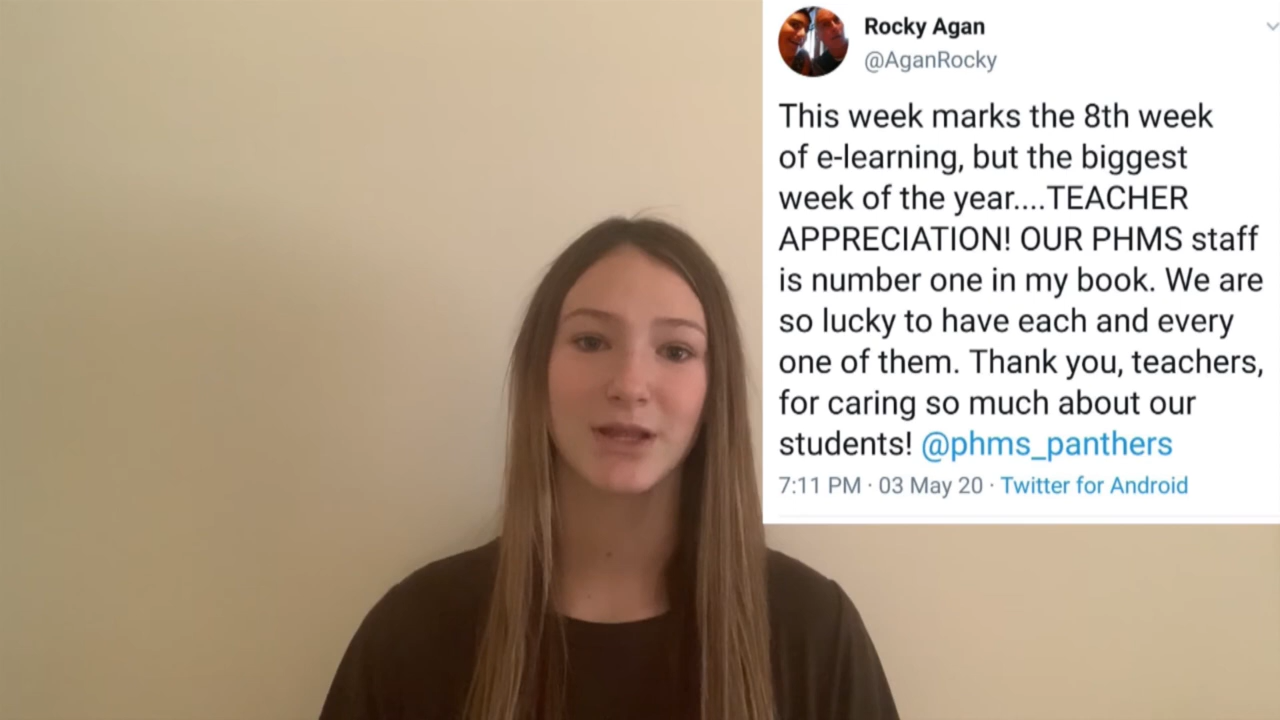 Rocky Agan
@AganRocky
This week marks the 8th week
of e-learning, but the biggest
week of the year....TEACHER
APPRECIATION! OUR PHMS staff
is number one in my book. We are
so lucky to have each and every
one of them. Thank you, teachers,
for caring so much about our
students! @phms_panthers
7:11 PM · 03 May 20 · Twitter for Android